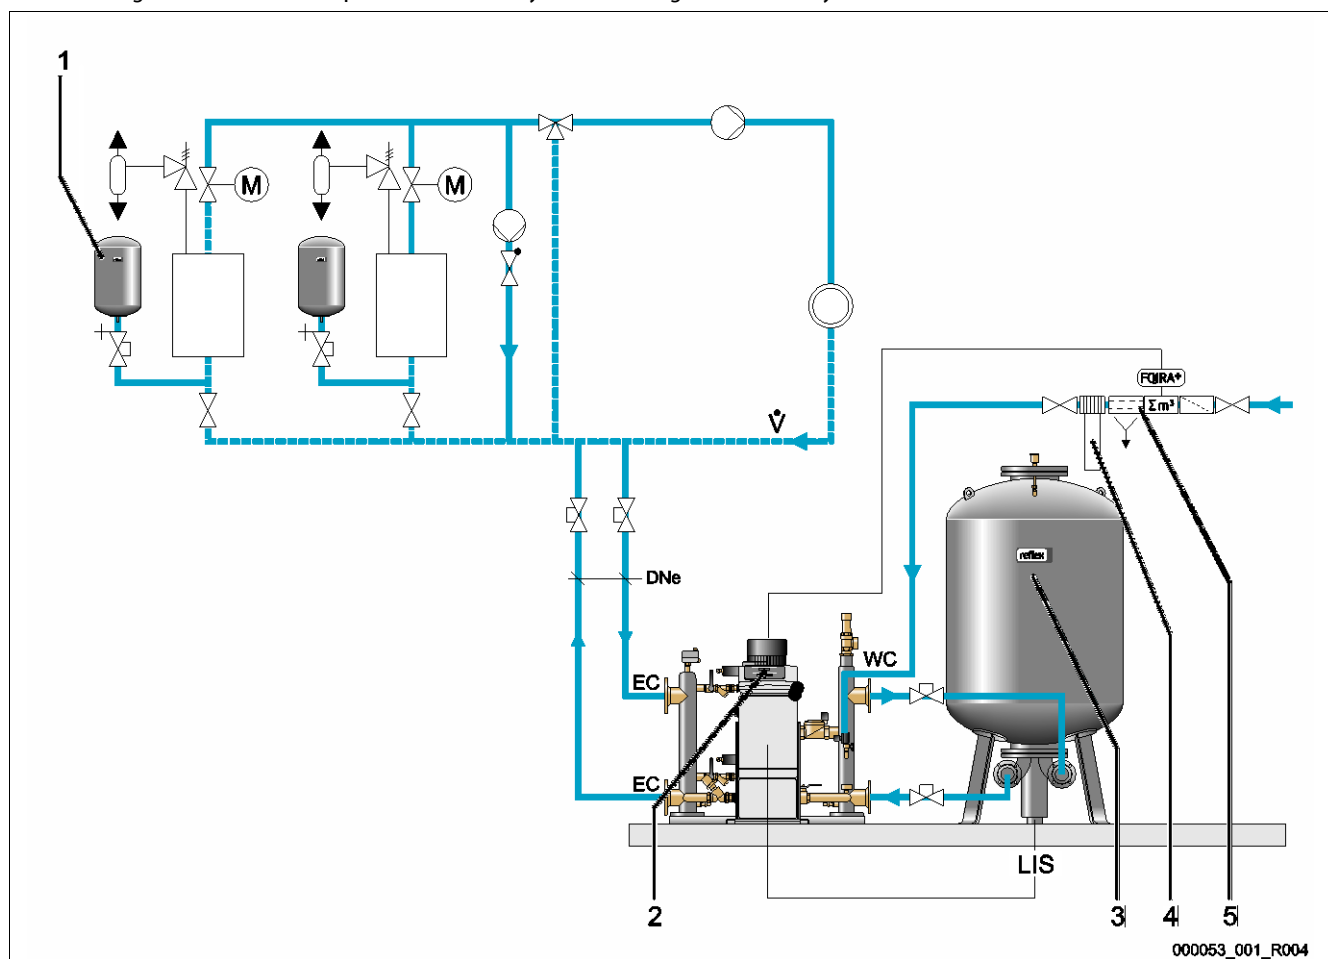 1
M
M
V̇
FQIRA+
Σm³
reflex
DNe
WC
EC
EC
LIS
2
3
4
5
000053_001_R004